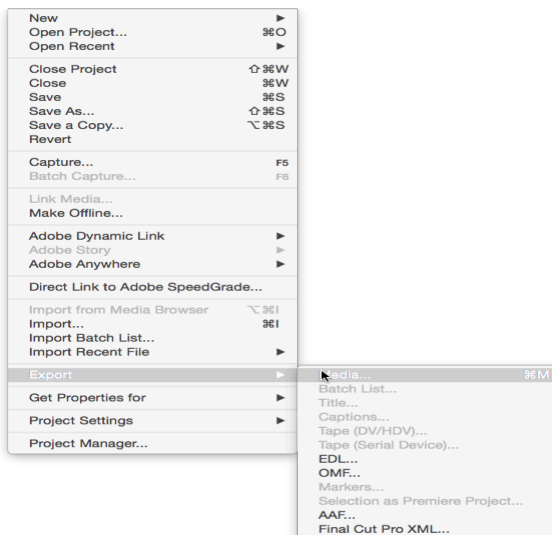 New ▶
Open Project... ⌘O
Open Recent ▶
Close Project ⇧⌘W
Close ⌘W
Save ⌘S
Save As... ⇧⌘S
Save a Copy... ⌥⌘S
Revert
Capture... F5
Batch Capture... F6
Link Media...
Make Offline...
Adobe Dynamic Link ▶
Adobe Story ▶
Adobe Anywhere ▶
Direct Link to Adobe SpeedGrade...
Import from Media Browser ⌥⌘I
Import... ⌘I
Import Batch List...
Import Recent File ▶
Export ▶
Get Properties for ▶
Project Settings ▶
Project Manager...
Media... ⌘M
Batch List...
Title...
Captions...
Tape (DV/HDV)...
Tape (Serial Device)...
EDL...
OMF...
Markers...
Selection as Premiere Project...
AAF...
Final Cut Pro XML...